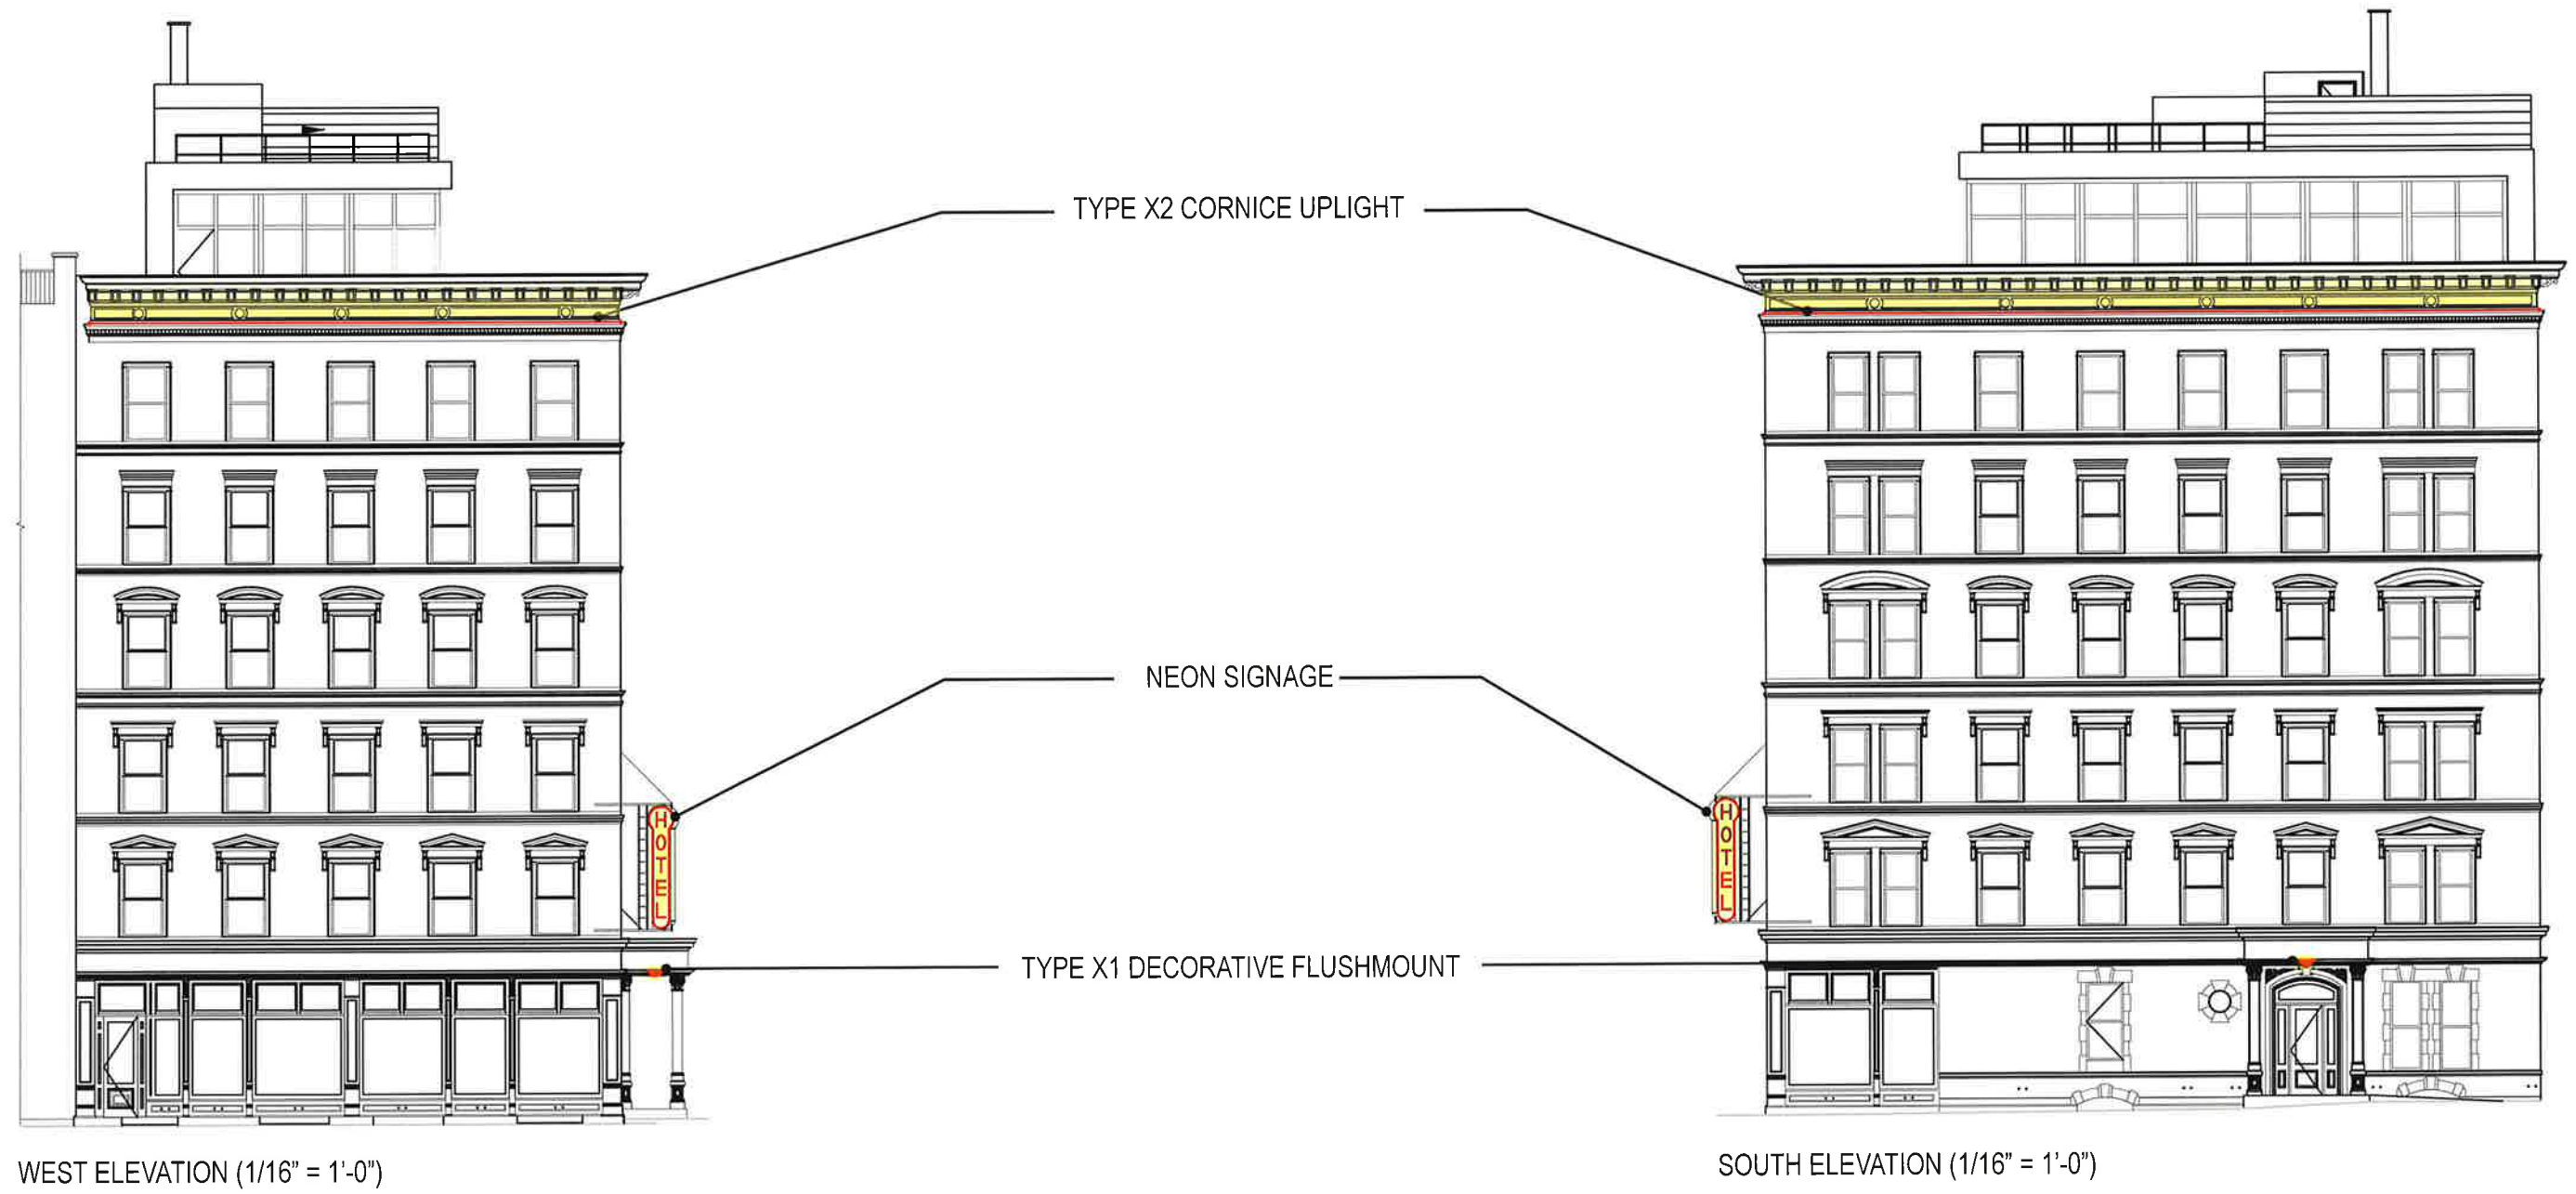 TYPE X2 CORNICE UPLIGHT
NEON SIGNAGE
HOTEL
HOTEL
TYPE X1 DECORATIVE FLUSHMOUNT
WEST ELEVATION (1/16” = 1’-0”)
SOUTH ELEVATION (1/16” = 1’-0”)